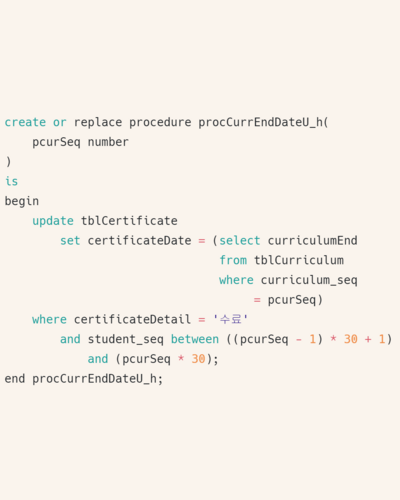 create or replace procedure procCurrEndDateU_h(
    pcurSeq number
)
is
begin
    update tblCertificate
        set certificateDate = (select curriculumEnd
                               from tblCurriculum
                               where curriculum_seq
                                    = pcurSeq)
    where certificateDetail = '수료'
        and student_seq between ((pcurSeq - 1) * 30 + 1)
            and (pcurSeq * 30);
end procCurrEndDateU_h;